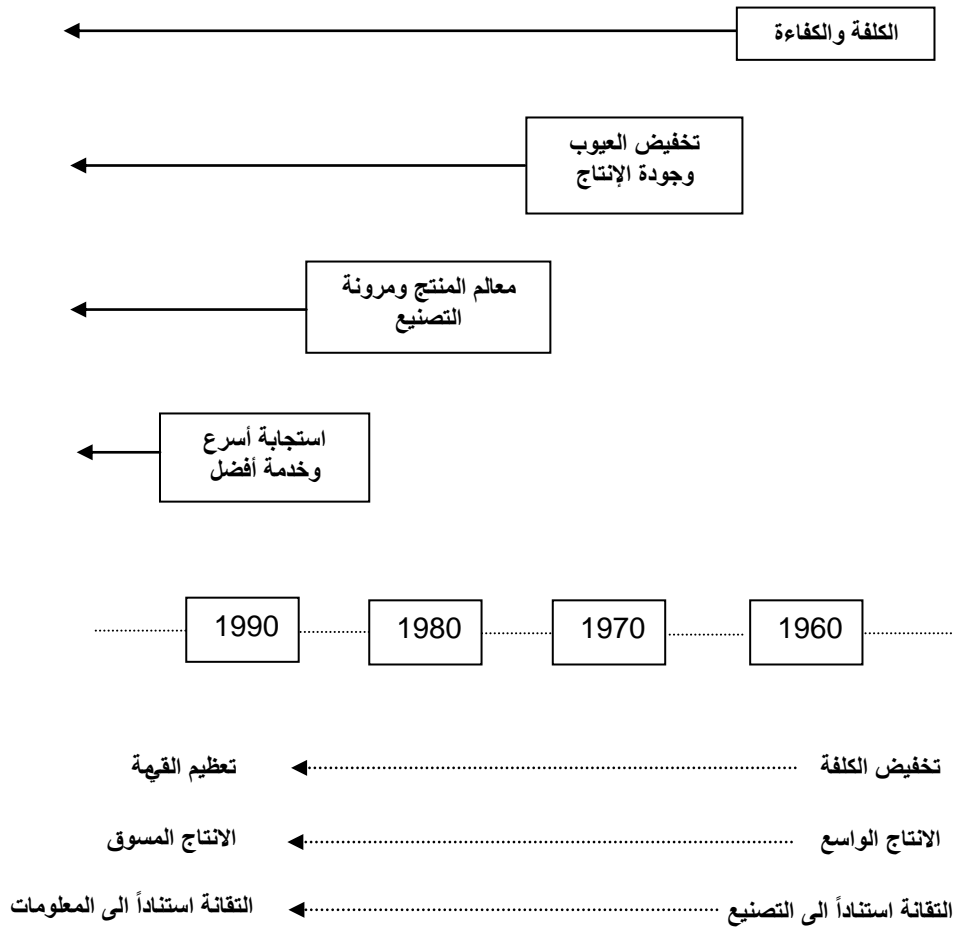 الكلفة والكفاءة
تخفيض العيوب
وجودة الإنتاج
معالم المنتج ومرونة
التصنيع
استجابة أسرع
وخدمة أفضل
1960 1970 1980 1990
تخفيض الكلفة تعظيم القيمة
الانتاج الواسع الانتاج المسوق
التقانة استناداً الى التصنيع التقانة استناداً الى المعلومات